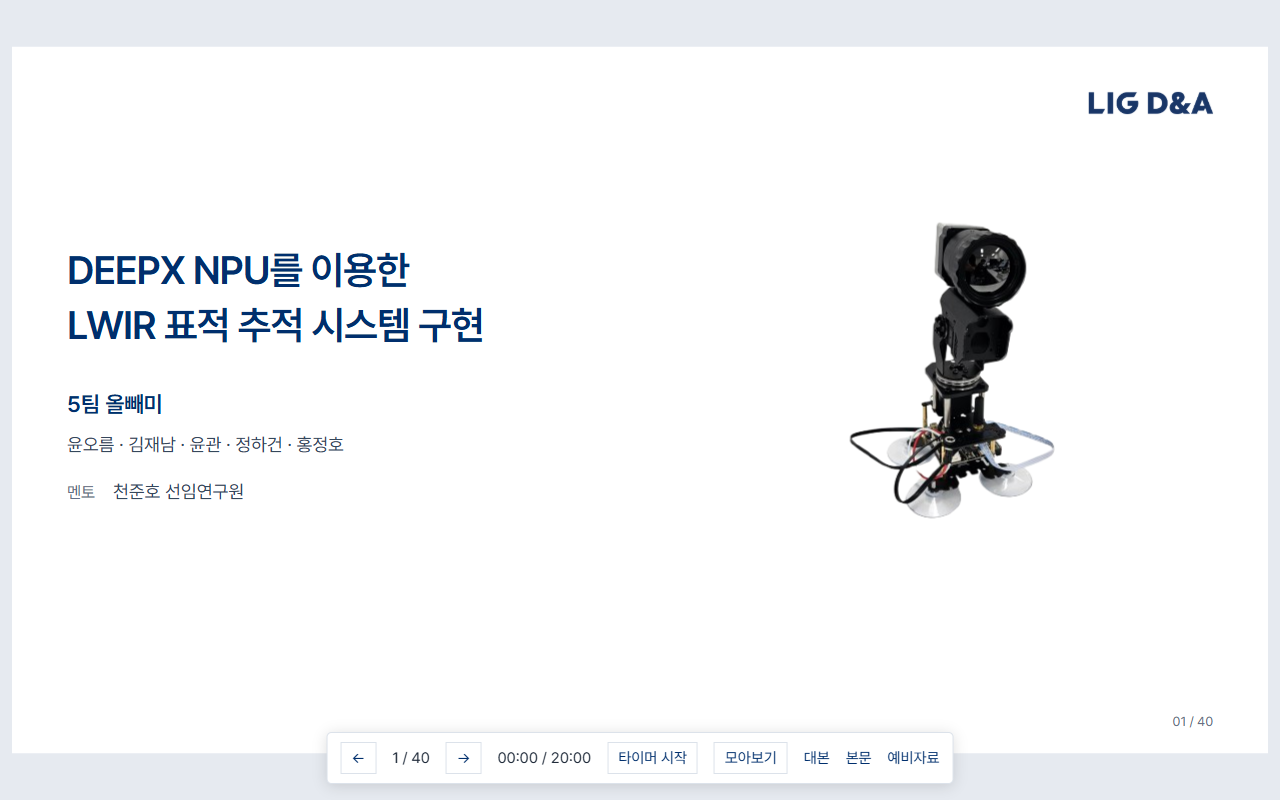 LIG D&A
DEEPX NPU를 이용한
LWIR 표적 추적 시스템 구현
5팀 올빼미
윤오름 · 김재남 · 윤관 · 정하건 · 홍정호
멘토 천준호 선임연구원
01 / 40
← 1 / 40 → 00:00 / 20:00 타이머 시작 모아보기 대본 본문 예비자료